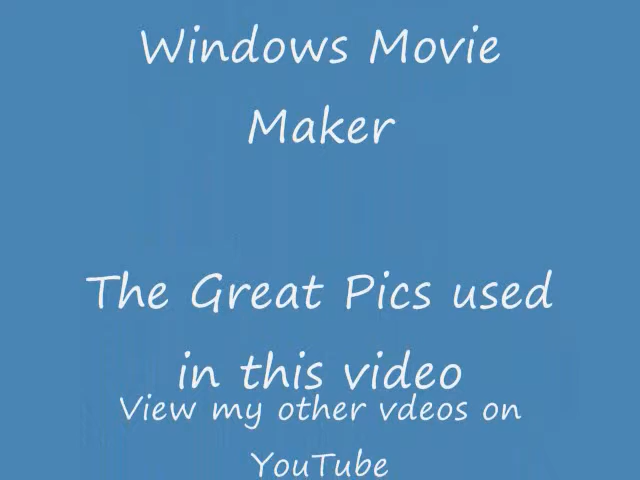 Windows Movie
Maker
The Great Pics used
in this video
View my other vdeos on
YouTube